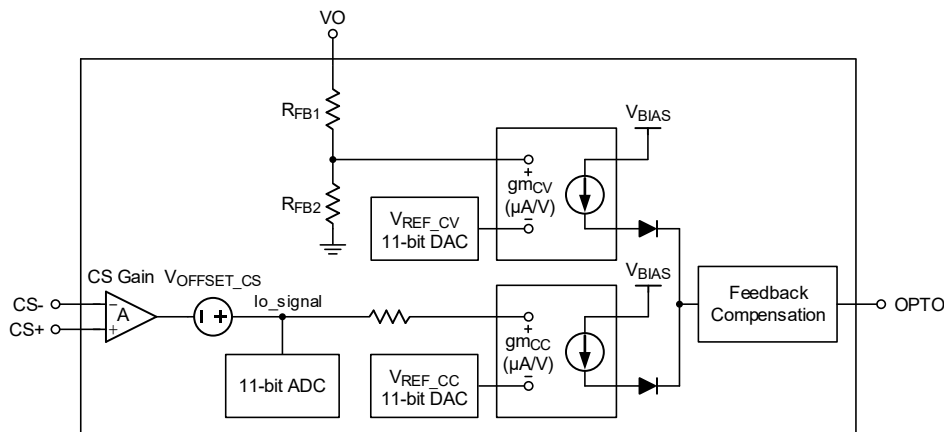 VO
RFB1
VBIAS
+
gmCV
(µA/V)
−
RFB2
VREF_CV
11-bit DAC
CS Gain
VOFFSET_CS
VBIAS
Io_signal
CS-
−
A
CS+
+
− +
+
gmCC
(µA/V)
−
Feedback
Compensation
OPTO
11-bit ADC
VREF_CC
11-bit DAC